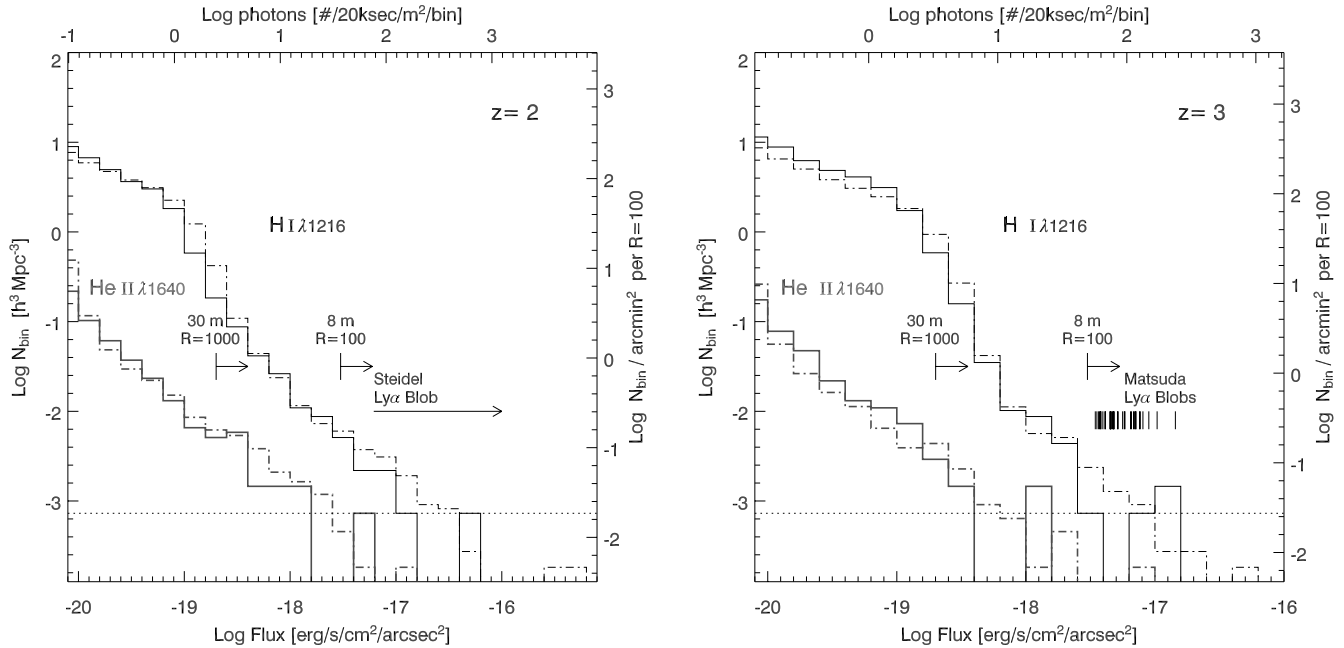 Log photons [#/20ksec/m²/bin]
-1 0 1 2 3
2
1
0
-1
-2
-3
Log N_bin [h³ Mpc⁻³]
z= 2
H I λ1216
He II λ1640
30 m
R=1000
8 m
R=100
Steidel
Lyα Blob
3
2
1
0
-1
-2
Log N_bin / arcmin² per R=100
-20 -19 -18 -17 -16
Log Flux [erg/s/cm²/arcsec²]
Log photons [#/20ksec/m²/bin]
0 1 2 3
2
1
0
-1
-2
-3
Log N_bin [h³ Mpc⁻³]
z= 3
H I λ1216
He II λ1640
30 m
R=1000
8 m
R=100
Matsuda
Lyα Blobs
3
2
1
0
-1
-2
Log N_bin / arcmin² per R=100
-20 -19 -18 -17 -16
Log Flux [erg/s/cm²/arcsec²]